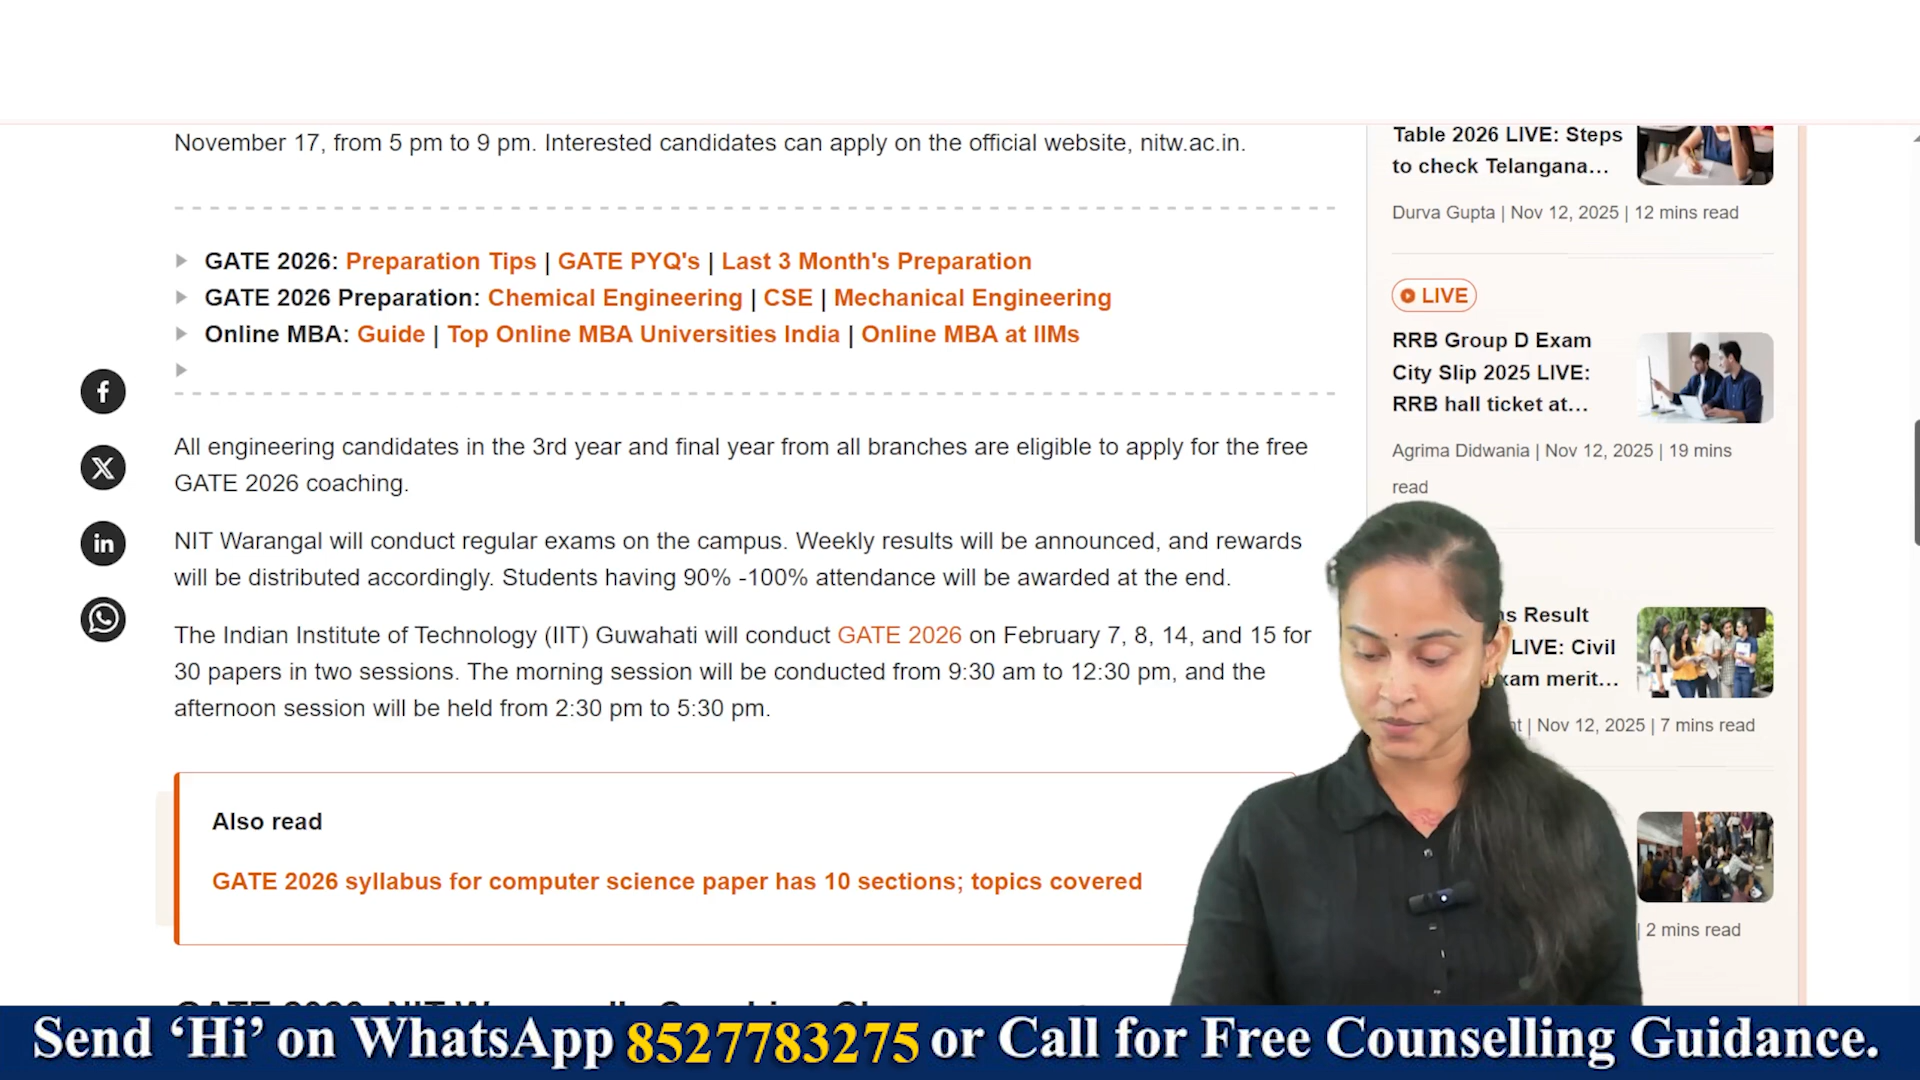 November 17, from 5 pm to 9 pm. Interested candidates can apply on the official website, nitw.ac.in.
GATE 2026: Preparation Tips | GATE PYQ's | Last 3 Month's Preparation
GATE 2026 Preparation: Chemical Engineering | CSE | Mechanical Engineering
Online MBA: Guide | Top Online MBA Universities India | Online MBA at IIMs
All engineering candidates in the 3rd year and final year from all branches are eligible to apply for the free
GATE 2026 coaching.
NIT Warangal will conduct regular exams on the campus. Weekly results will be announced, and rewards
will be distributed accordingly. Students having 90% -100% attendance will be awarded at the end.
The Indian Institute of Technology (IIT) Guwahati will conduct GATE 2026 on February 7, 8, 14, and 15 for
30 papers in two sessions. The morning session will be conducted from 9:30 am to 12:30 pm, and the
afternoon session will be held from 2:30 pm to 5:30 pm.
Also read
GATE 2026 syllabus for computer science paper has 10 sections; topics covered
Table 2026 LIVE: Steps
to check Telangana...
Durva Gupta | Nov 12, 2025 | 12 mins read
LIVE
RRB Group D Exam
City Slip 2025 LIVE:
RRB hall ticket at...
Agrima Didwania | Nov 12, 2025 | 19 mins
read
Result
LIVE: Civil
merit...
| Nov 12, 2025 | 7 mins read
| 2 mins read
Send ‘Hi’ on WhatsApp 8527783275 or Call for Free Counselling Guidance.